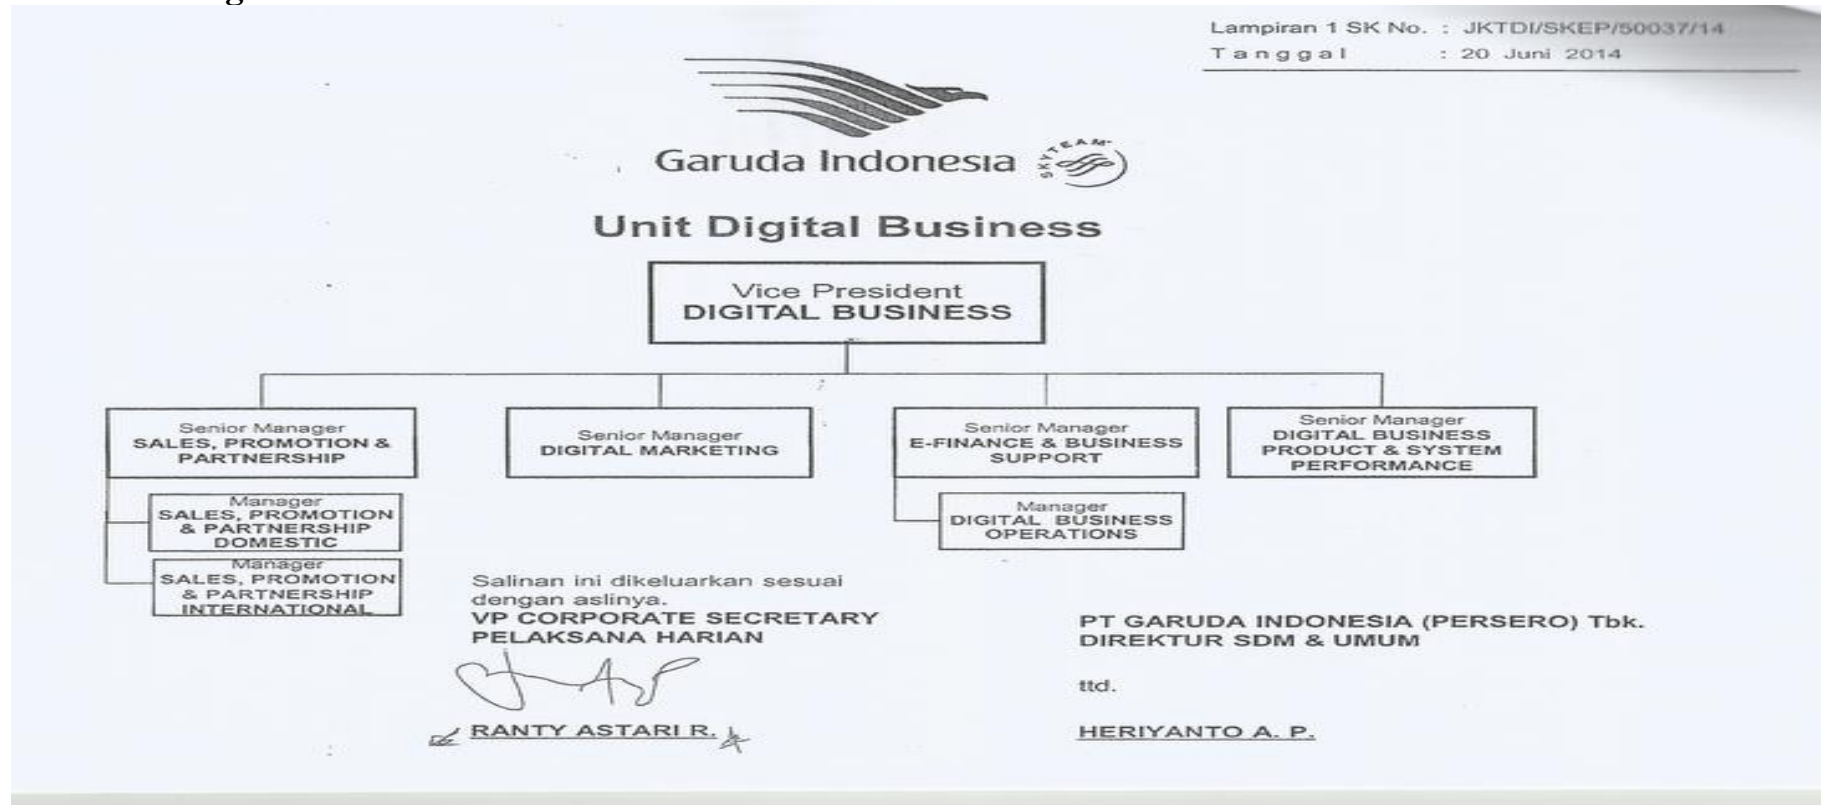 Lampiran 1 SK No. : JKTDI/SKEP/50037/14
Tanggal : 20 Juni 2014
Garuda Indonesia
SKYTEAM
Unit Digital Business
Vice President
DIGITAL BUSINESS
Senior Manager
SALES, PROMOTION &
PARTNERSHIP
Manager
SALES, PROMOTION
& PARTNERSHIP
DOMESTIC
Manager
SALES, PROMOTION
& PARTNERSHIP
INTERNATIONAL
Senior Manager
DIGITAL MARKETING
Senior Manager
E-FINANCE & BUSINESS
SUPPORT
Manager
DIGITAL BUSINESS
OPERATIONS
Senior Manager
DIGITAL BUSINESS
PRODUCT & SYSTEM
PERFORMANCE
Salinan ini dikeluarkan sesuai
dengan aslinya.
VP CORPORATE SECRETARY
PELAKSANA HARIAN
RANTY ASTARI R.
PT GARUDA INDONESIA (PERSERO) Tbk.
DIREKTUR SDM & UMUM
ttd.
HERIYANTO A. P.